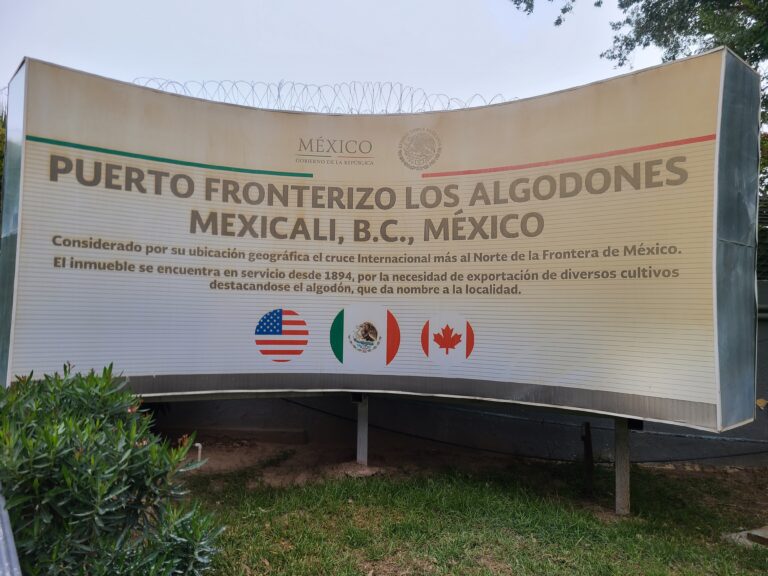 MÉXICO
GOBIERNO DE LA REPÚBLICA
PUERTO FRONTERIZO LOS ALGODONES
MEXICALI, B.C., MÉXICO
Considerado por su ubicación geográfica el cruce Internacional más al Norte de la Frontera de México.
El inmueble se encuentra en servicio desde 1894, por la necesidad de exportación de diversos cultivos
destacandose el algodón, que da nombre a la localidad.